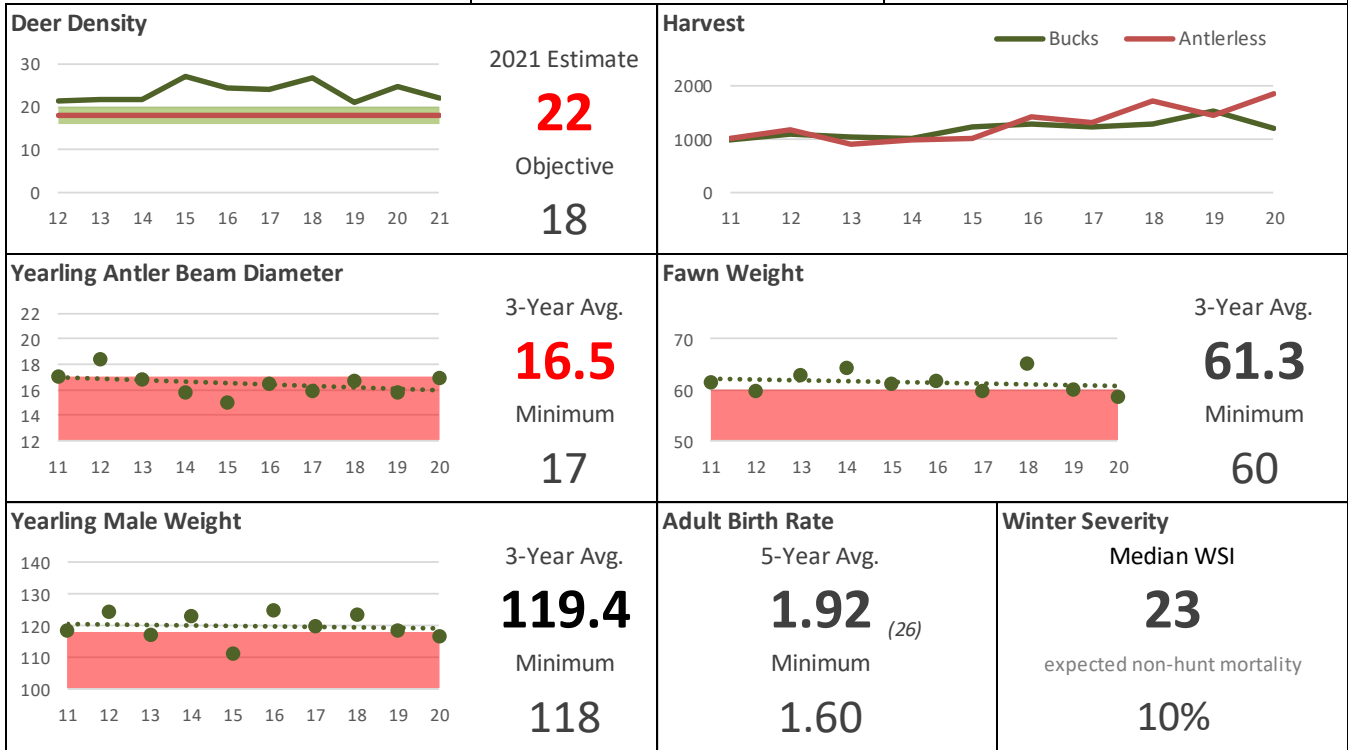 Deer Density
30
20
10
0
12 13 14 15 16 17 18 19 20 21
2021 Estimate
22
Objective
18
Harvest
Bucks Antlerless
2000
1000
0
11 12 13 14 15 16 17 18 19 20
Yearling Antler Beam Diameter
22
20
18
16
14
12
11 12 13 14 15 16 17 18 19 20
3-Year Avg.
16.5
Minimum
17
Fawn Weight
70
60
50
11 12 13 14 15 16 17 18 19 20
3-Year Avg.
61.3
Minimum
60
Yearling Male Weight
140
130
120
110
100
11 12 13 14 15 16 17 18 19 20
3-Year Avg.
119.4
Minimum
118
Adult Birth Rate
5-Year Avg.
1.92 (26)
Minimum
1.60
Winter Severity
Median WSI
23
expected non-hunt mortality
10%